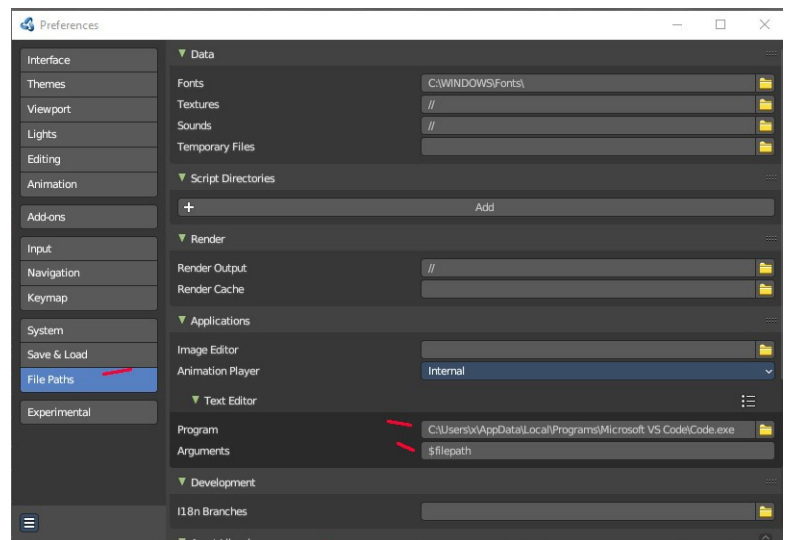 Preferences
Interface
Themes
Viewport
Lights
Editing
Animation
Add-ons
Input
Navigation
Keymap
System
Save & Load
File Paths
Experimental
Data
Fonts C:\WINDOWS\Fonts\
Textures //
Sounds //
Temporary Files
Script Directories
+ Add
Render
Render Output //
Render Cache
Applications
Image Editor
Animation Player Internal
Text Editor
Program C:\Users\x\AppData\Local\Programs\Microsoft VS Code\Code.exe
Arguments $filepath
Development
I18n Branches